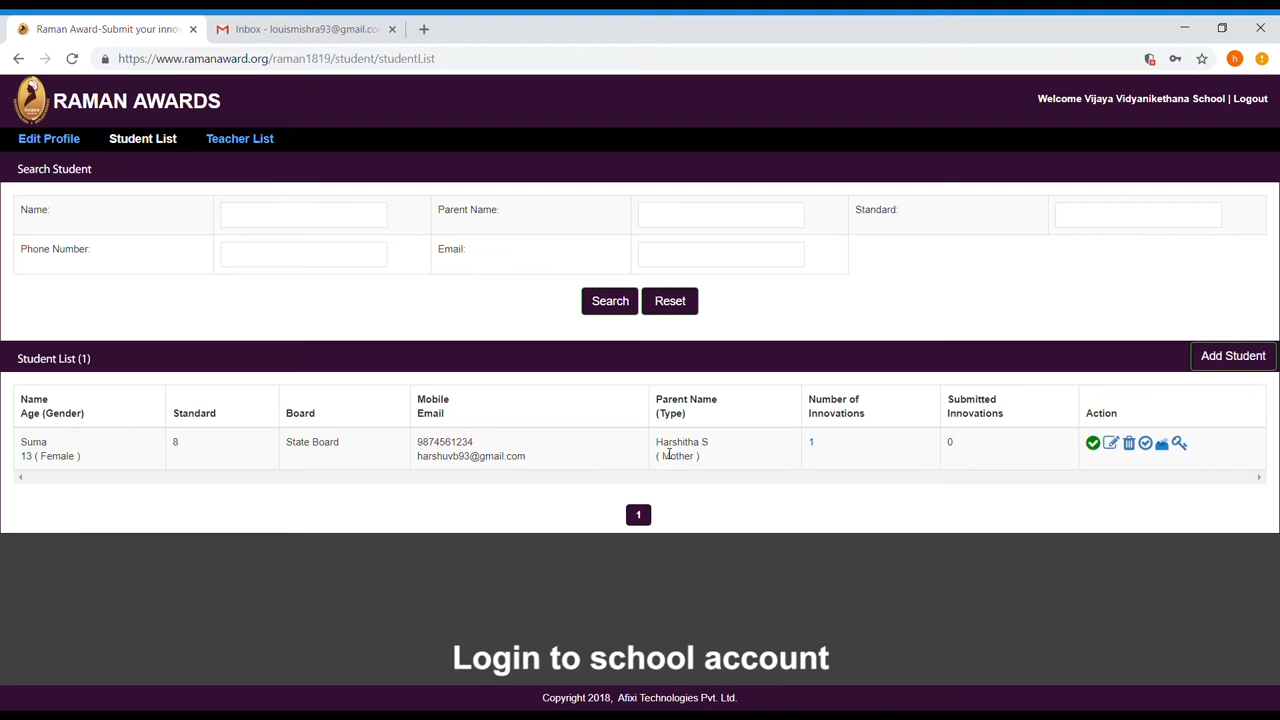 Raman Award-Submit your innov
Inbox - louismishra93@gmail.co
https://www.ramanaward.org/raman1819/student/studentList
h
RAMAN AWARDS
Welcome Vijaya Vidyanikethana School | Logout
Edit Profile Student List Teacher List
Search Student
Name: Parent Name: Standard:
Phone Number: Email:
Search Reset
Student List (1) Add Student
Name Mobile Parent Name Number of Submitted
Age (Gender) Standard Board Email (Type) Innovations Innovations Action
Suma 8 State Board 9874561234 Harshitha S 1 0
13 ( Female ) harshuvb93@gmail.com ( Mother )
1
Login to school account
Copyright 2018, Afixi Technologies Pvt. Ltd.